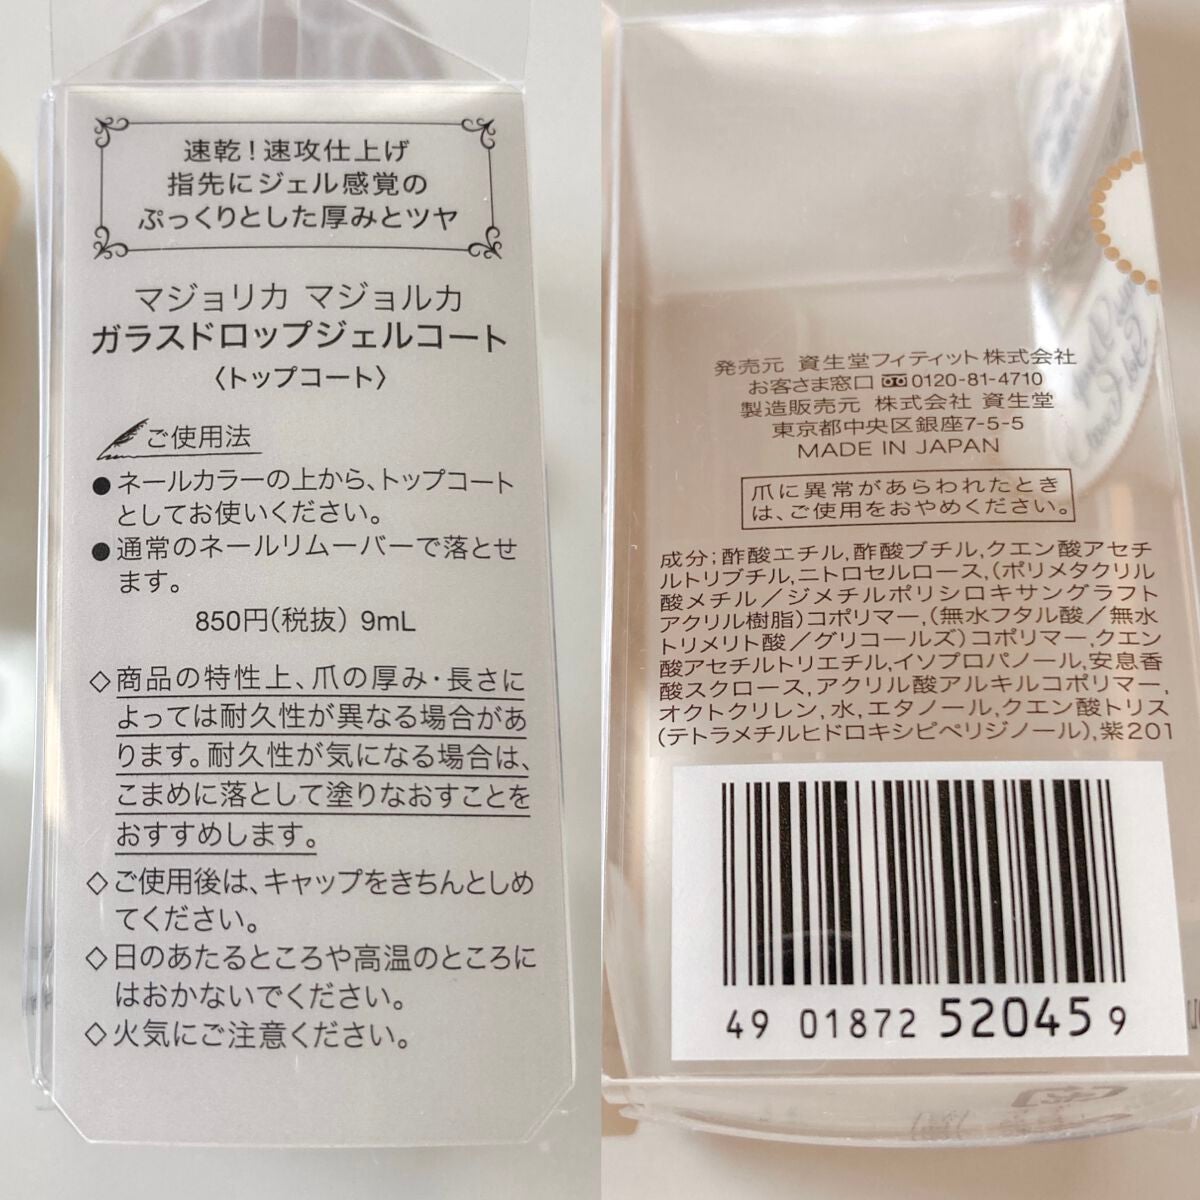 速乾！速攻仕上げ
指先にジェル感覚の
ぷっくりとした厚みとツヤ
マジョリカ マジョルカ
ガラスドロップジェルコート
〈トップコート〉
ご使用法
●ネールカラーの上から、トップコート
としてお使いください。
●通常のネールリムーバーで落とせ
ます。
850円(税抜) 9mL
◇商品の特性上、爪の厚み・長さに
よっては耐久性が異なる場合があ
ります。耐久性が気になる場合は、
こまめに落として塗りなおすことを
おすすめします。
◇ご使用後は、キャップをきちんとしめ
てください。
◇日のあたるところや高温のところに
はおかないでください。
◇火気にご注意ください。
発売元 資生堂フィティット株式会社
お客さま窓口 0120-81-4710
製造販売元 株式会社 資生堂
東京都中央区銀座7-5-5
MADE IN JAPAN
爪に異常があらわれたとき
は、ご使用をおやめください。
成分;酢酸エチル,酢酸ブチル,クエン酸アセチ
ルトリブチル,ニトロセルロース,(ポリメタクリル
酸メチル／ジメチルポリシロキサングラフト
アクリル樹脂)コポリマー,(無水フタル酸／無水
トリメリト酸／グリコールズ)コポリマー,クエン
酸アセチルトリエチル,イソプロパノール,安息香
酸スクロース,アクリル酸アルキルコポリマー,
オクトクリレン,水,エタノール,クエン酸トリス
(テトラメチルヒドロキシピペリジノール),紫201
49 01872 52045 9